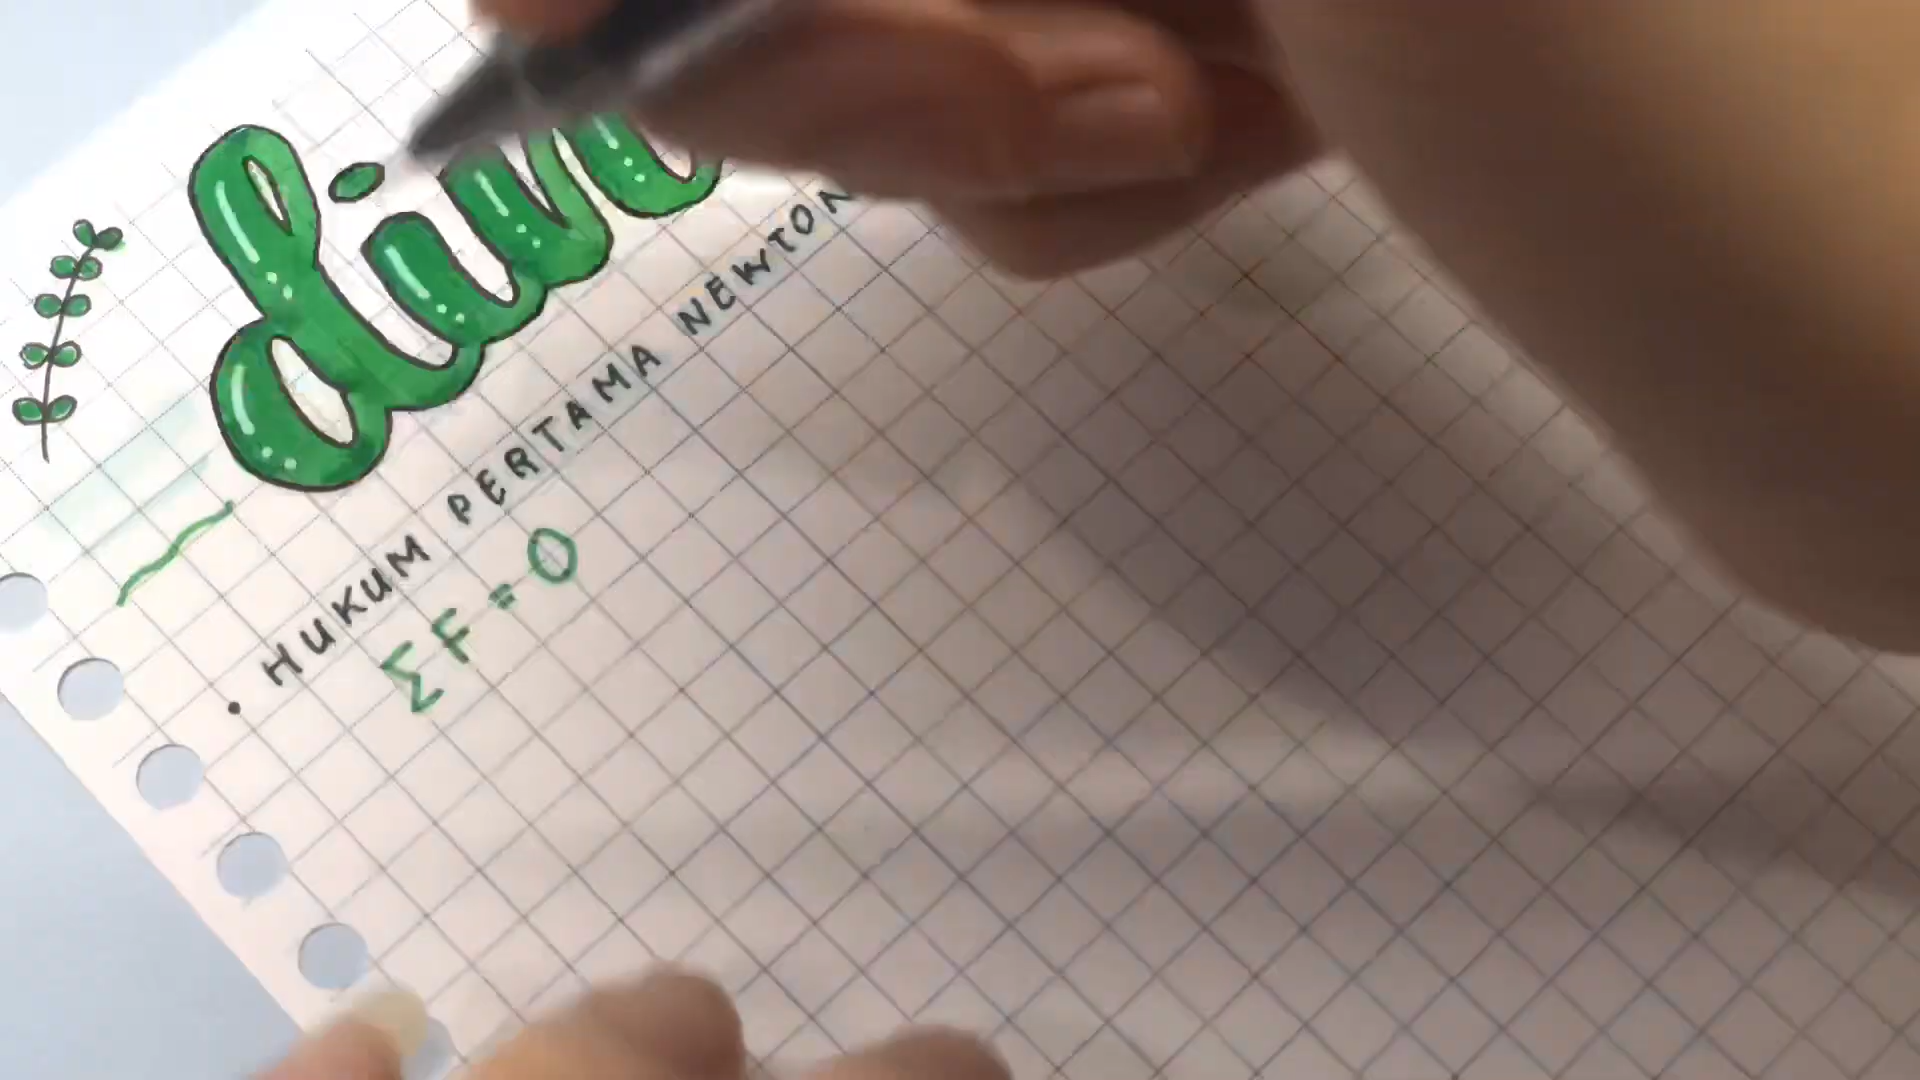 • HUKUM PERTAMA NEWTON
ΣF = 0